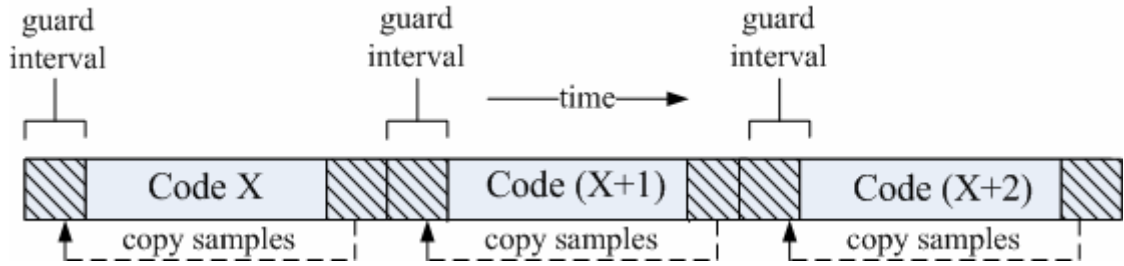 guard
interval
guard
interval
guard
interval
time
Code X
Code (X+1)
Code (X+2)
copy samples
copy samples
copy samples